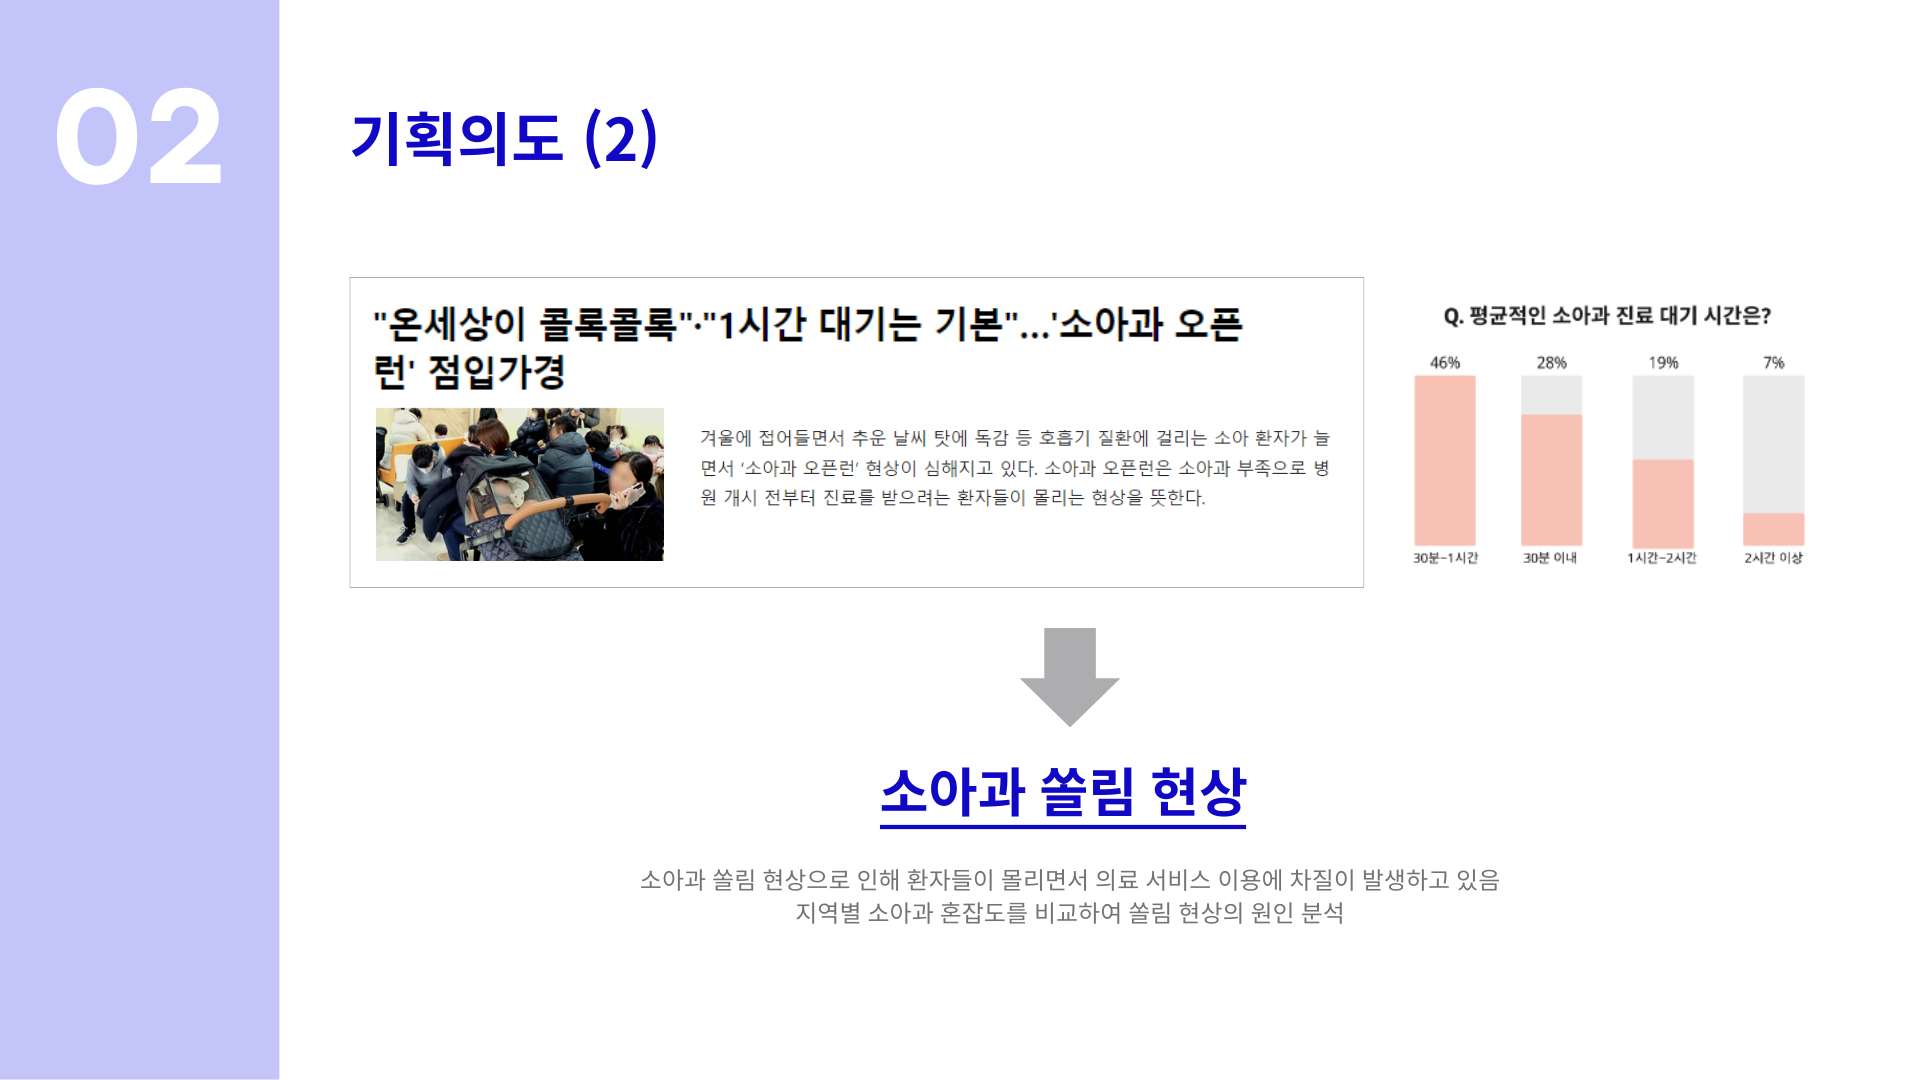 02
기획의도 (2)
"온세상이 콜록콜록"·"1시간 대기는 기본"...'소아과 오픈
런' 점입가경
겨울에 접어들면서 추운 날씨 탓에 독감 등 호흡기 질환에 걸리는 소아 환자가 늘
면서 '소아과 오픈런' 현상이 심해지고 있다. 소아과 오픈런은 소아과 부족으로 병
원 개시 전부터 진료를 받으려는 환자들이 몰리는 현상을 뜻한다.
Q. 평균적인 소아과 진료 대기 시간은?
46% 28% 19% 7%
30분~1시간 30분 이내 1시간~2시간 2시간 이상
소아과 쏠림 현상
소아과 쏠림 현상으로 인해 환자들이 몰리면서 의료 서비스 이용에 차질이 발생하고 있음
지역별 소아과 혼잡도를 비교하여 쏠림 현상의 원인 분석